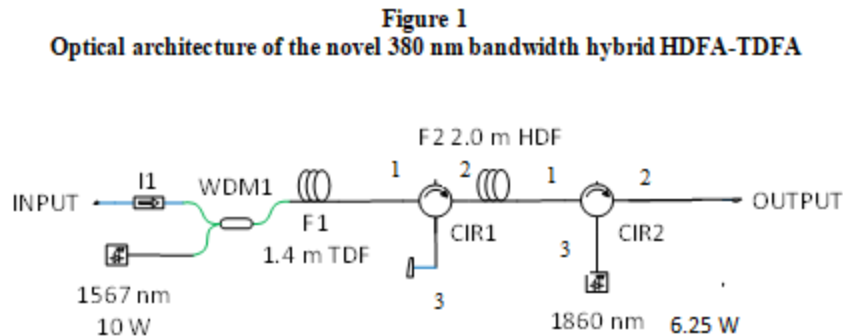 Figure 1
Optical architecture of the novel 380 nm bandwidth hybrid HDFA-TDFA
F2 2.0 m HDF
I1 WDM1 1 2 1 2
INPUT OUTPUT
F1 CIR1 CIR2
1.4 m TDF 3
1567 nm 3
10 W 1860 nm 6.25 W